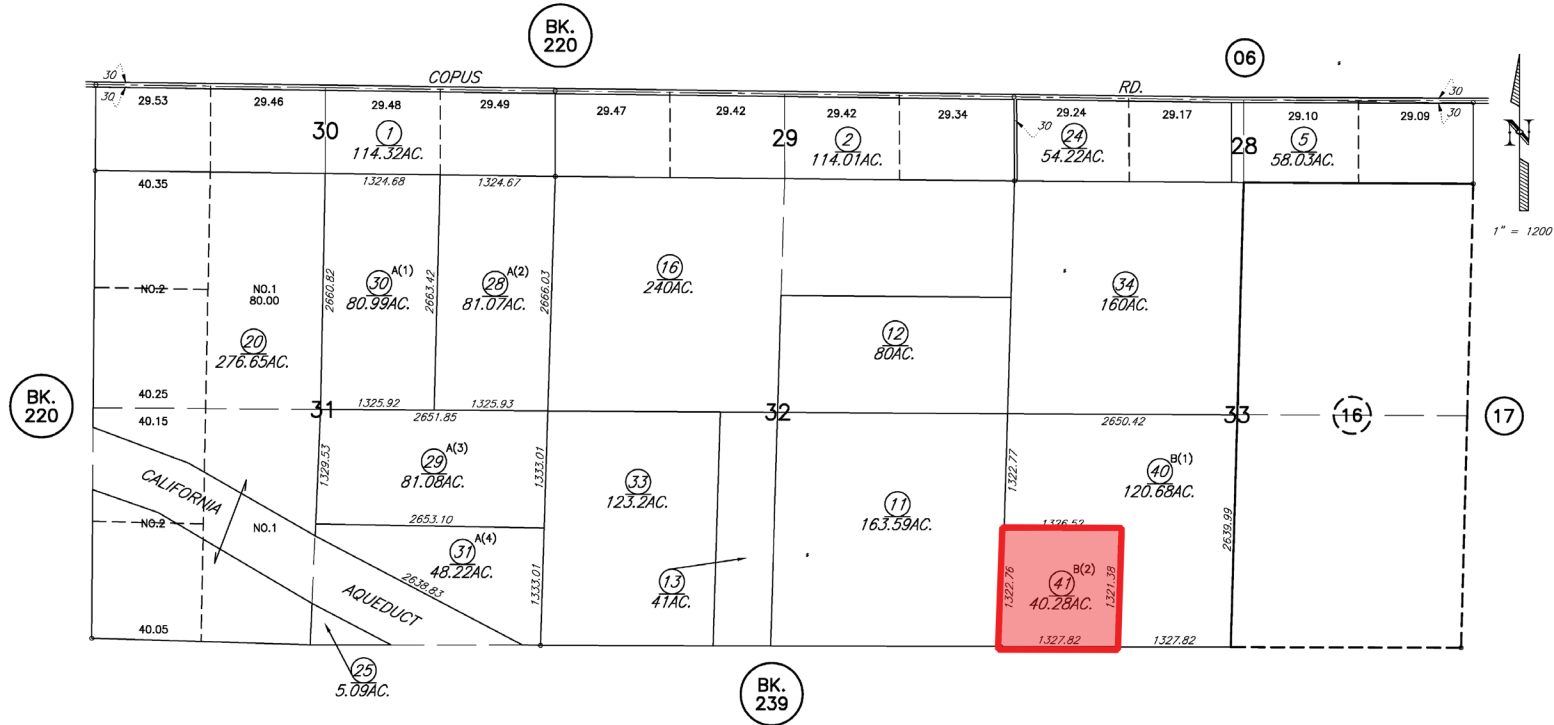 BK.
220
06
30
30
COPUS
RD.
30
30
29.53
29.46
29.48
29.49
29.47
29.42
29.42
29.34
29.24
29.17
29.10
29.09
30
1
114.32AC.
29
2
114.01AC.
30
24
54.22AC.
28
5
58.03AC.
N
1" = 1200
40.35
1324.68
1324.67
NO.2
NO.1
80.00
2660.82
30 A(1)
80.99AC.
2663.42
28 A(2)
81.07AC.
2666.03
16
240AC.
12
80AC.
34
160AC.
20
276.65AC.
BK.
220
40.25
40.15
31
1325.92
1325.93
2651.85
32
33
2650.42
16
17
CALIFORNIA
AQUEDUCT
1329.53
29 A(3)
81.08AC.
1333.01
33
123.2AC.
11
163.59AC.
1322.77
40 B(1)
120.68AC.
2639.99
NO.2
NO.1
2653.10
31 A(4)
48.22AC.
2638.83
1333.01
13
41AC.
1326.52
1322.76
41 B(2)
40.28AC.
1321.38
1327.82
1327.82
40.05
25
5.09AC.
BK.
239